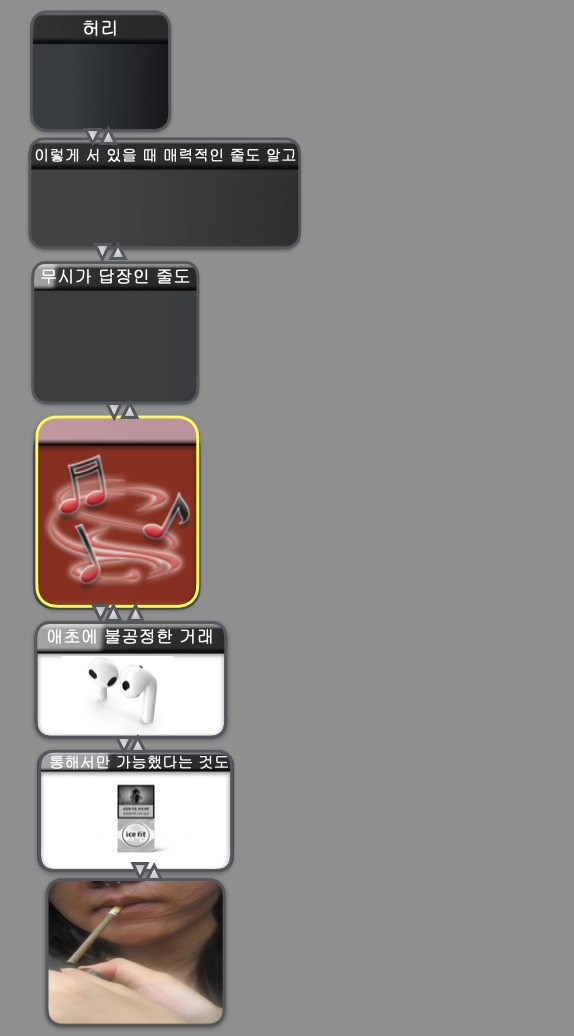 허리
이렇게 서 있을 때 매력적인 줄도 알고
무시가 답장인 줄도
애초에 불공정한 거래
통해서만 가능했다는 것도
ice fit